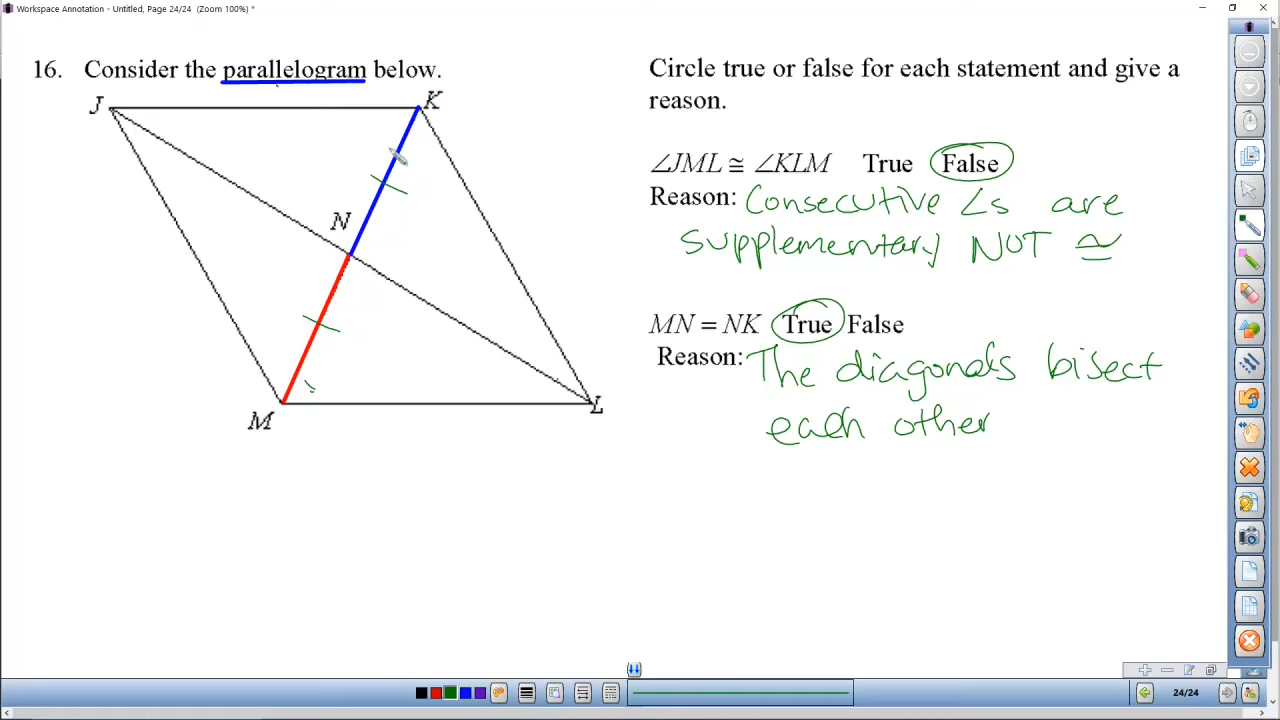 Workspace Annotation - Untitled, Page 24/24 (Zoom 100%) *
16. Consider the parallelogram below.
J
K
N
M
L
Circle true or false for each statement and give a
reason.
∠JML ≅ ∠KLM True False
Reason: Consecutive ∠s are
supplementary NOT ≅
MN = NK True False
Reason: The diagonals bisect
each other
24/24